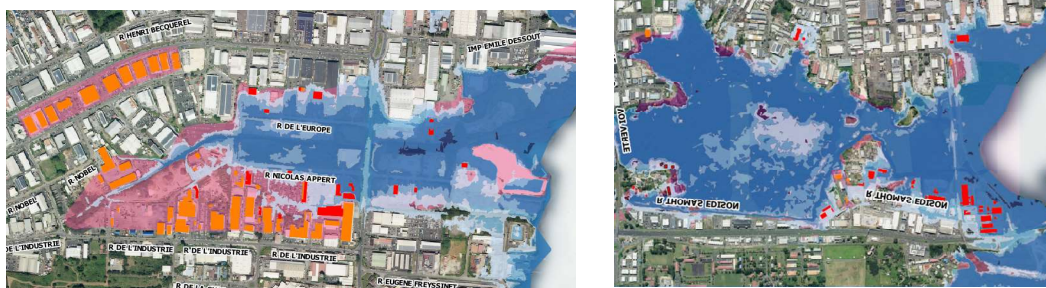 R HENRI BECQUEREL
IMP EMILE DESSOUT
R DE L'EUROPE
R NOBEL
R NICOLAS APPERT
R NOBEL
DE L'INDUSTRIE
R DE L'INDUSTRIE
R DE L'INDUSTRIE
R DE L'INDUSTRIE
R EUGENE FREYSSINET
VOLTAVERTE
R THOMAS EDISON
R THOMAS EDISON